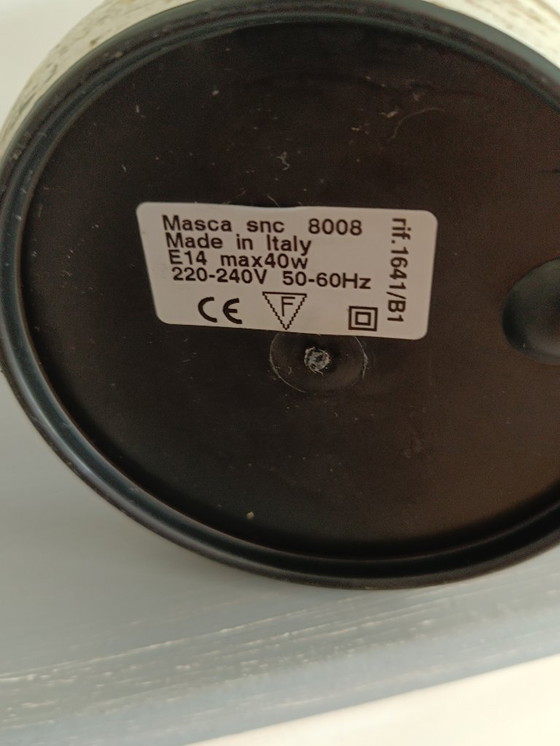 Masca snc 8008
Made in Italy
E14 max40w
220-240V 50-60Hz
CE F
rif.1641/B1